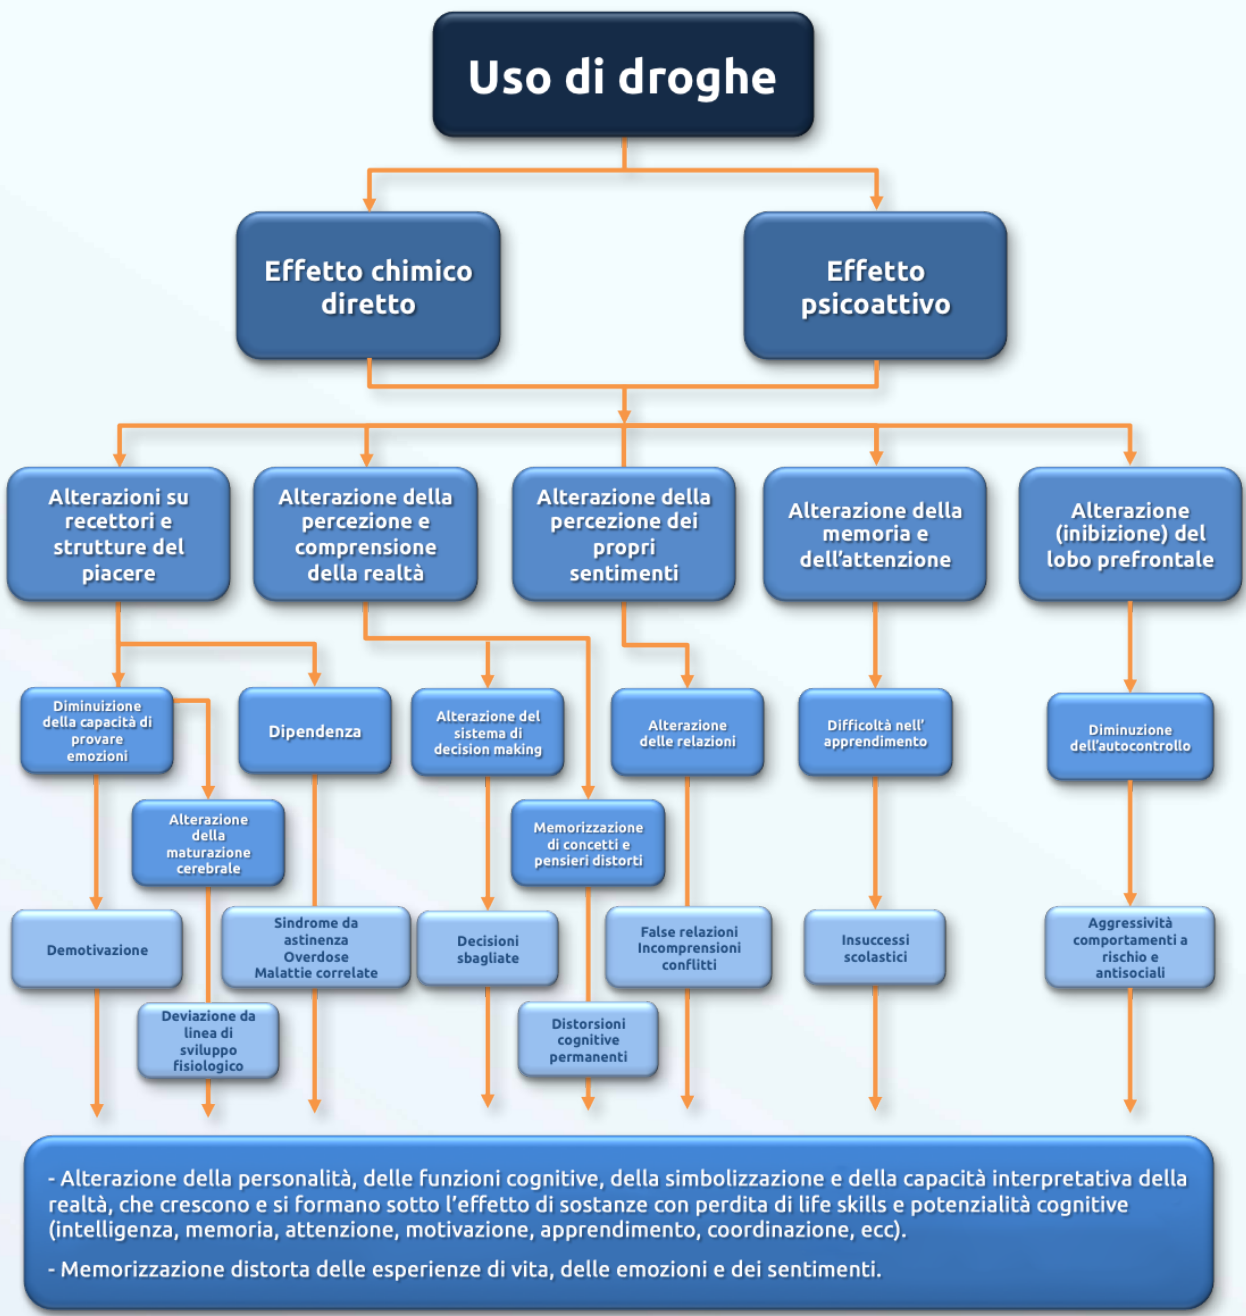 Uso di droghe
Effetto chimico
diretto
Effetto
psicoattivo
Alterazioni su
recettori e
strutture del
piacere
Alterazione della
percezione e
comprensione
della realtà
Alterazione della
percezione dei
propri
sentimenti
Alterazione della
memoria e
dell'attenzione
Alterazione
(inibizione) del
lobo prefrontale
Diminuizione
della capacità di
provare
emozioni
Dipendenza
Alterazione del
sistema di
decision making
Alterazione
delle relazioni
Difficoltà nell'
apprendimento
Diminuzione
dell'autocontrollo
Alterazione
della
maturazione
cerebrale
Memorizzazione
di concetti e
pensieri distorti
Demotivazione
Sindrome da
astinenza
Overdose
Malattie correlate
Decisioni
sbagliate
False relazioni
Incomprensioni
conflitti
Insuccessi
scolastici
Aggressività
comportamenti a
rischio e
antisociali
Deviazione da
linea di
sviluppo
fisiologico
Distorsioni
cognitive
permanenti
- Alterazione della personalità, delle funzioni cognitive, della simbolizzazione e della capacità interpretativa della
realtà, che crescono e si formano sotto l'effetto di sostanze con perdita di life skills e potenzialità cognitive
(intelligenza, memoria, attenzione, motivazione, apprendimento, coordinazione, ecc).
- Memorizzazione distorta delle esperienze di vita, delle emozioni e dei sentimenti.